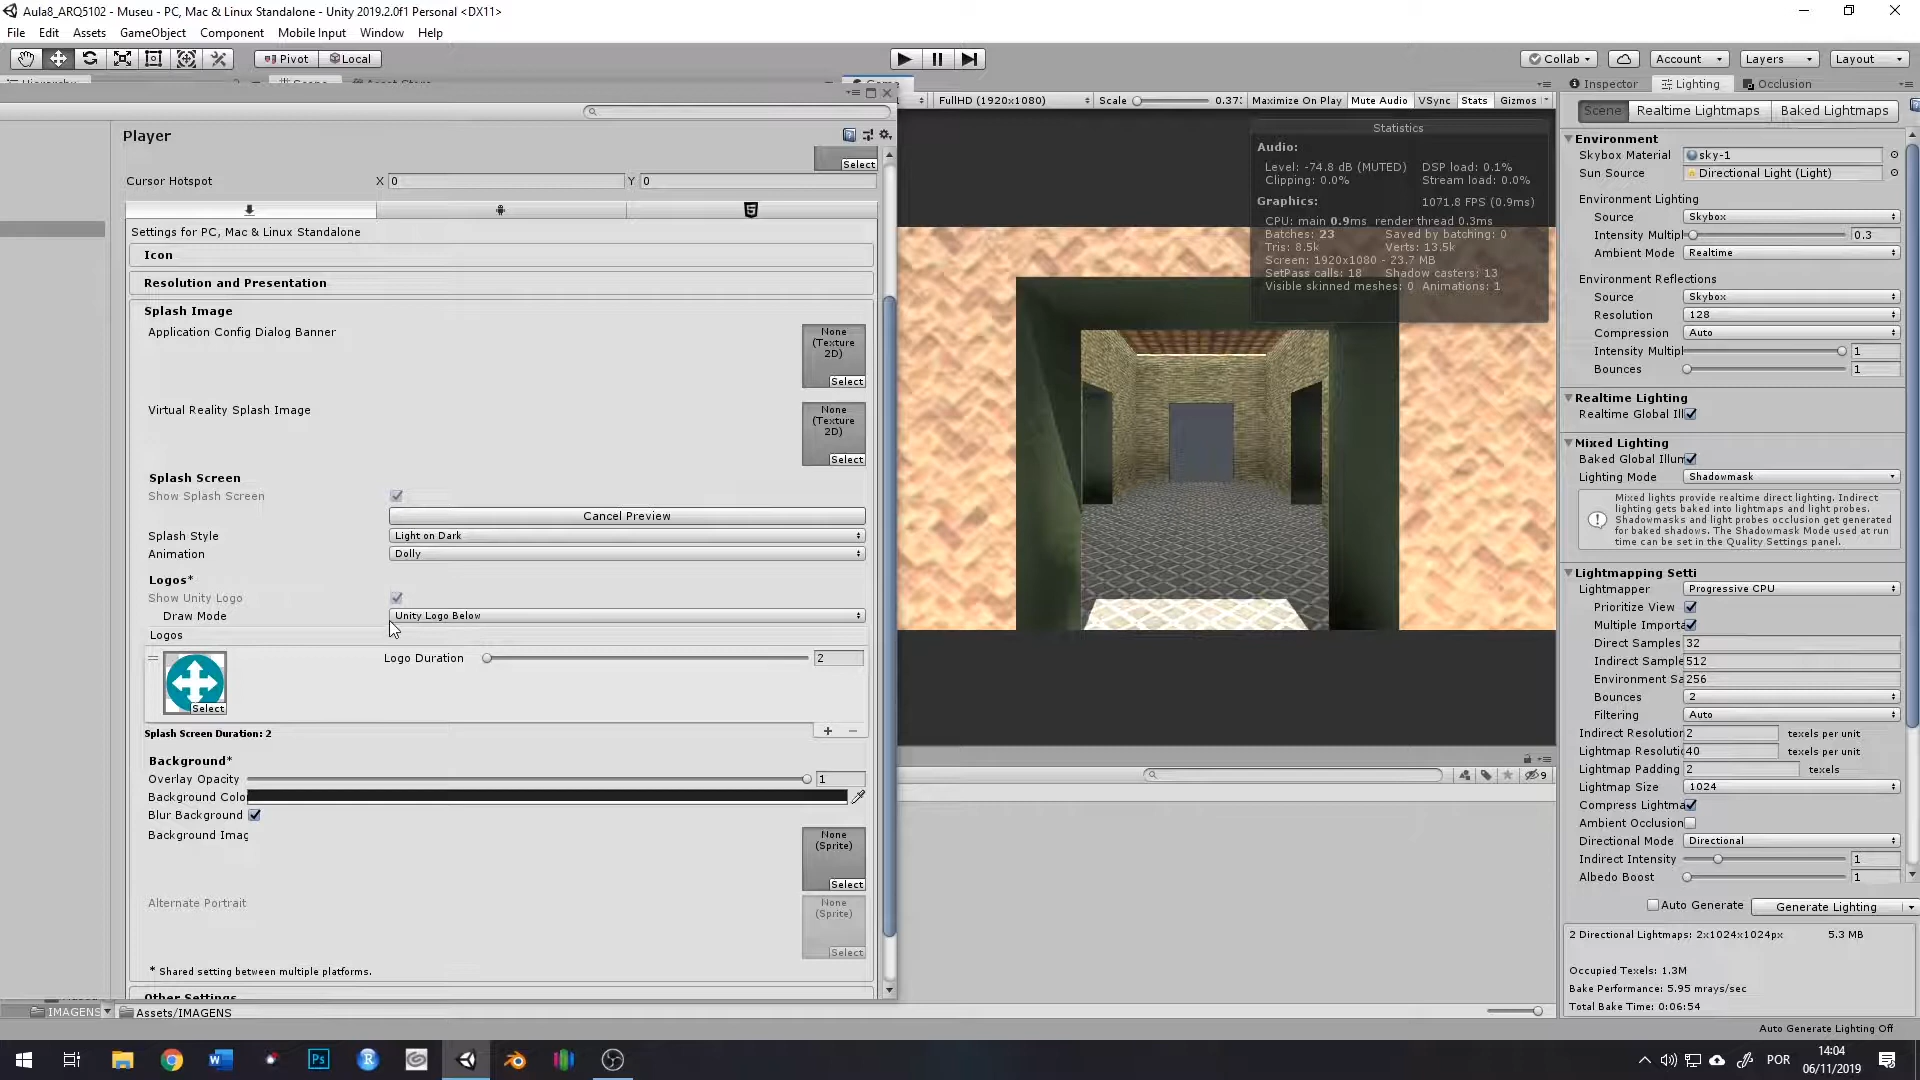 Aula8_ARQ5102 - Museu - PC, Mac & Linux Standalone - Unity 2019.2.0f1 Personal <DX11>
File Edit Assets GameObject Component Mobile Input Window Help
Pivot Local Collab Account Layers Layout
Inspector Lighting Occlusion
FullHD (1920x1080) Scale 0.37: Maximize On Play Mute Audio VSync Stats Gizmos
Scene Realtime Lightmaps Baked Lightmaps
Player
Select
Cursor Hotspot X 0 Y 0
Settings for PC, Mac & Linux Standalone
Icon
Resolution and Presentation
Splash Image
Application Config Dialog Banner
None
(Texture
2D)
Select
Virtual Reality Splash Image
None
(Texture
2D)
Select
Splash Screen
Show Splash Screen
Cancel Preview
Splash Style Light on Dark
Animation Dolly
Logos*
Show Unity Logo
Draw Mode Unity Logo Below
Logos
Logo Duration 2
Select
Splash Screen Duration: 2
Background*
Overlay Opacity 1
Background Colo
Blur Background
Background Imag
None
(Sprite)
Select
Alternate Portrait
None
(Sprite)
Select
* Shared setting between multiple platforms.
Other Settings
IMAGENS Assets/IMAGENS
Statistics
Audio:
Level: -74.8 dB (MUTED) DSP load: 0.1%
Clipping: 0.0% Stream load: 0.0%
Graphics: 1071.8 FPS (0.9ms)
CPU: main 0.9ms render thread 0.3ms
Batches: 23 Saved by batching: 0
Tris: 8.5k Verts: 13.5k
Screen: 1920x1080 - 23.7 MB
SetPass calls: 18 Shadow casters: 13
Visible skinned meshes: 0 Animations: 1
9
Environment
Skybox Material sky-1
Sun Source Directional Light (Light)
Environment Lighting
Source Skybox
Intensity Multipl 0.3
Ambient Mode Realtime
Environment Reflections
Source Skybox
Resolution 128
Compression Auto
Intensity Multipl 1
Bounces 1
Realtime Lighting
Realtime Global Ill
Mixed Lighting
Baked Global Illum
Lighting Mode Shadowmask
Mixed lights provide realtime direct lighting. Indirect
lighting gets baked into lightmaps and light probes.
Shadowmasks and light probes occlusion get generated
for baked shadows. The Shadowmask Mode used at run
time can be set in the Quality Settings panel.
Lightmapping Setti
Lightmapper Progressive CPU
Prioritize View
Multiple Importa
Direct Samples 32
Indirect Sample 512
Environment Sa 256
Bounces 2
Filtering Auto
Indirect Resolution 2 texels per unit
Lightmap Resoluti 40 texels per unit
Lightmap Padding 2 texels
Lightmap Size 1024
Compress Lightma
Ambient Occlusion
Directional Mode Directional
Indirect Intensity 1
Albedo Boost 1
Auto Generate Generate Lighting
2 Directional Lightmaps: 2x1024x1024px 5.3 MB
Occupied Texels: 1.3M
Bake Performance: 5.95 mrays/sec
Total Bake Time: 0:06:54
Auto Generate Lighting Off
POR
14:04
06/11/2019